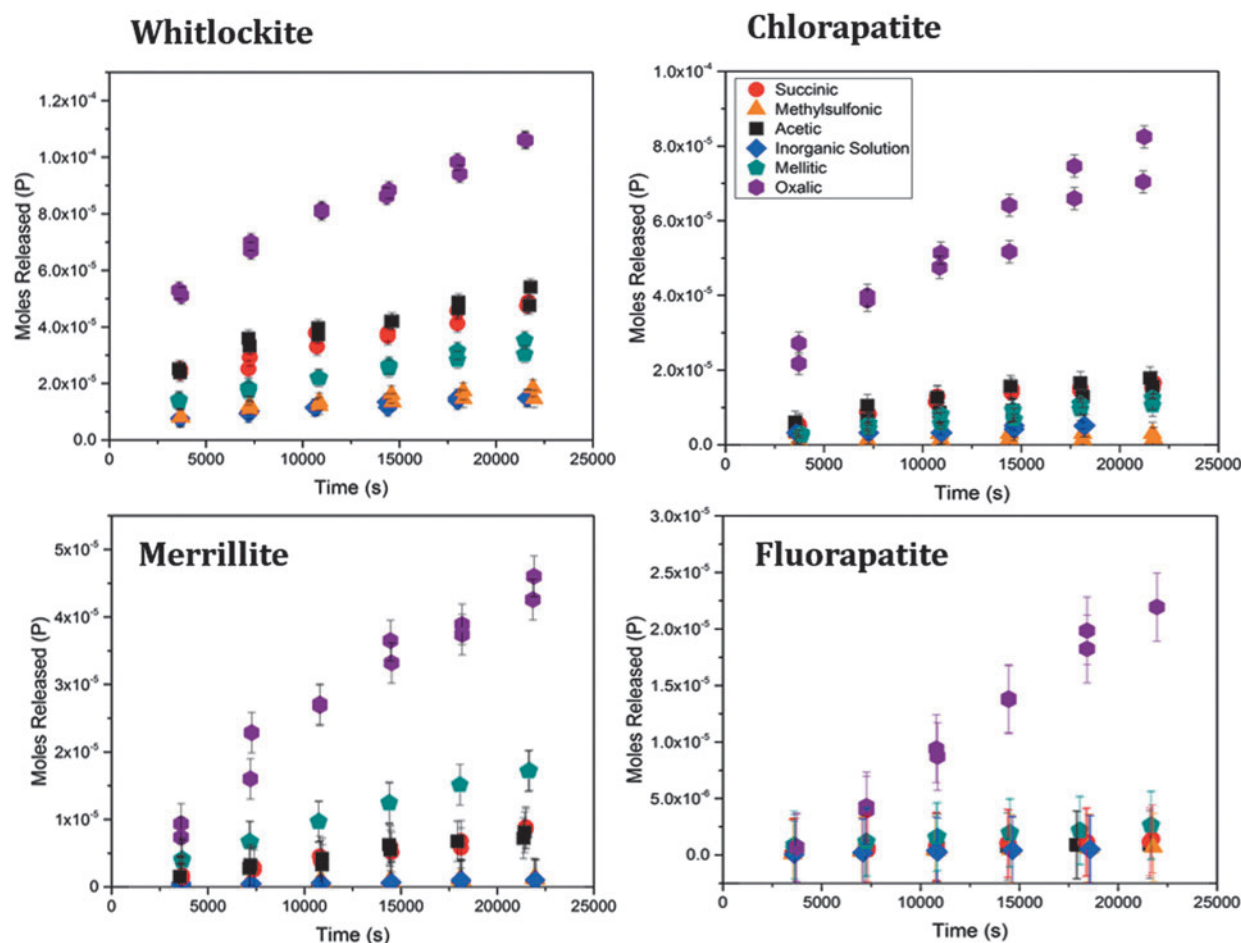 Whitlockite
Moles Released (P)
1.2x10⁻⁴
1.0x10⁻⁴
8.0x10⁻⁵
6.0x10⁻⁵
4.0x10⁻⁵
2.0x10⁻⁵
0.0
0 5000 10000 15000 20000 25000
Time (s)
Chlorapatite
Succinic
Methylsulfonic
Acetic
Inorganic Solution
Mellitic
Oxalic
Moles Released (P)
1.0x10⁻⁴
8.0x10⁻⁵
6.0x10⁻⁵
4.0x10⁻⁵
2.0x10⁻⁵
0.0
0 5000 10000 15000 20000 25000
Time (s)
Merrillite
Moles Released (P)
5x10⁻⁵
4x10⁻⁵
3x10⁻⁵
2x10⁻⁵
1x10⁻⁵
0
0 5000 10000 15000 20000 25000
Time (s)
Fluorapatite
Moles Released (P)
3.0x10⁻⁵
2.5x10⁻⁵
2.0x10⁻⁵
1.5x10⁻⁵
1.0x10⁻⁵
5.0x10⁻⁶
0.0
0 5000 10000 15000 20000 25000
Time (s)